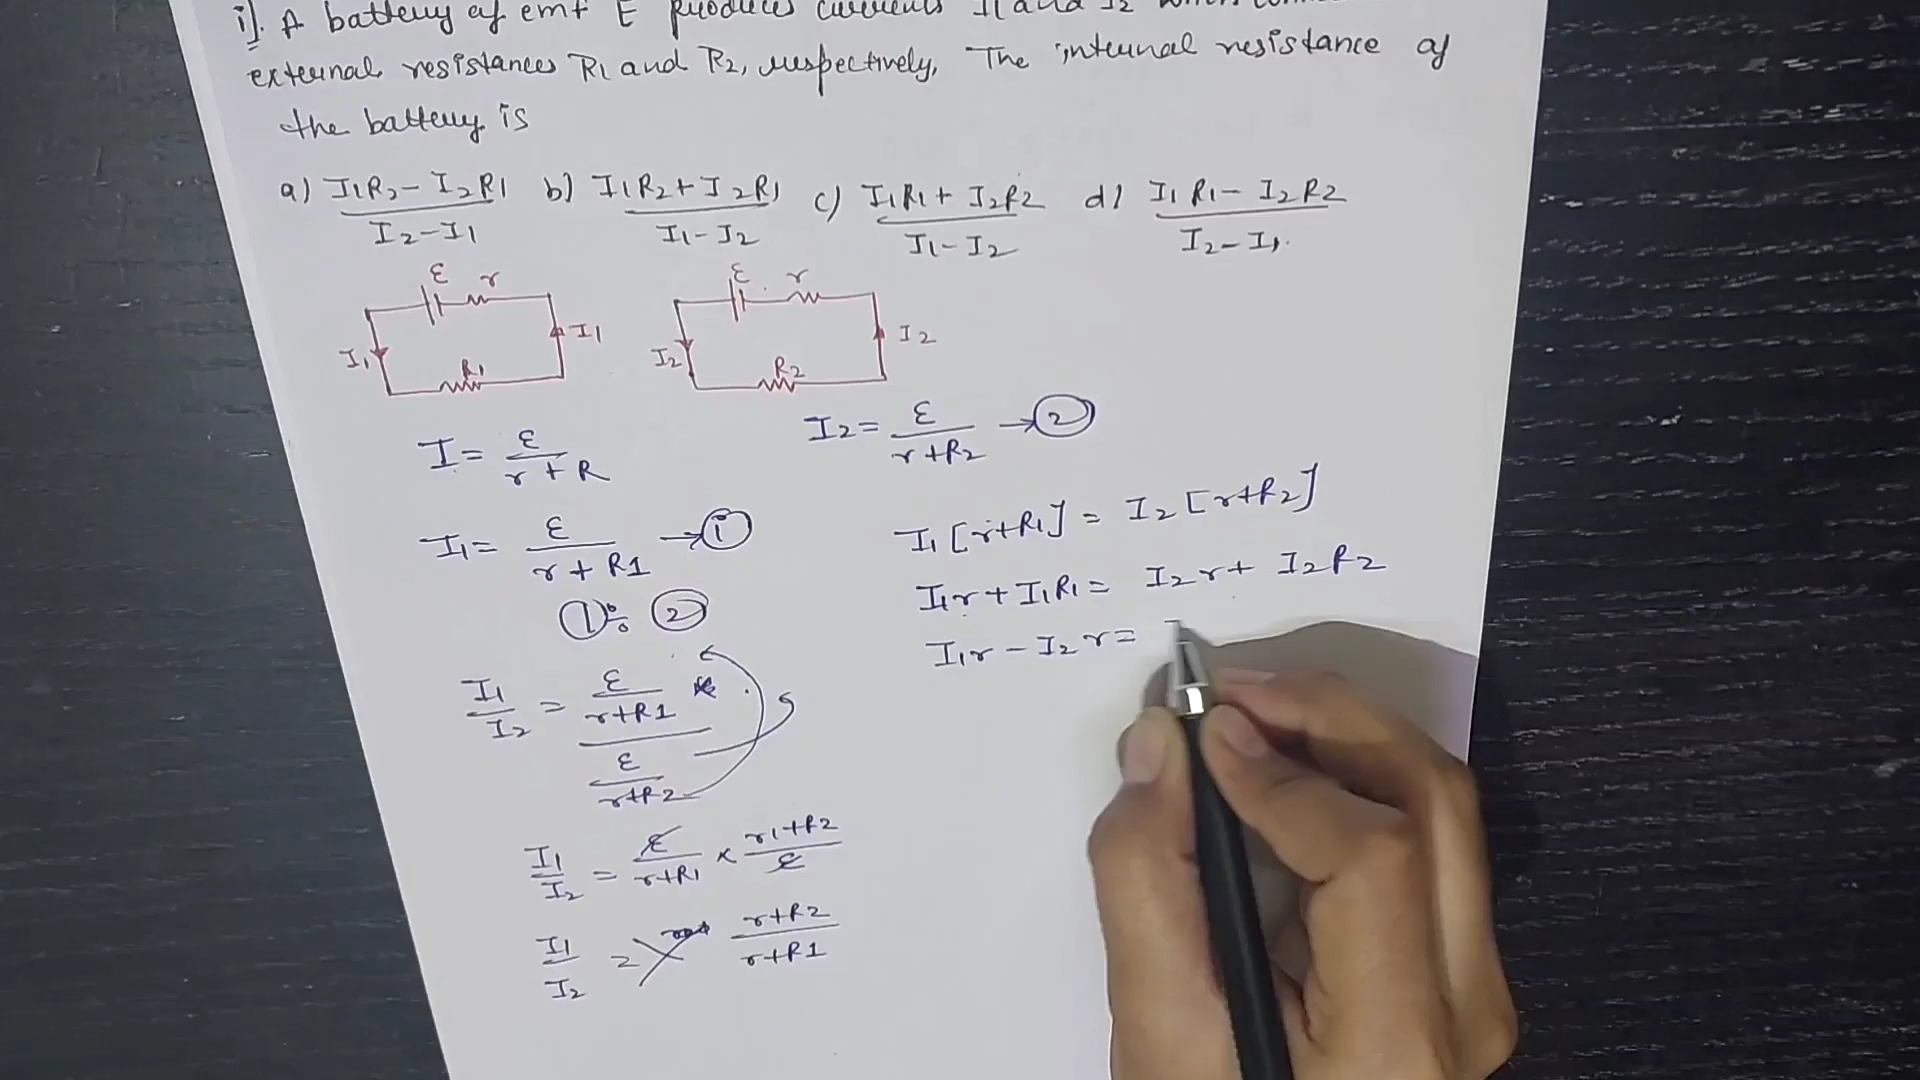 i). A battery of emf E produces currents I1 and I2 when
external resistances R1 and R2, respectively, The internal resistance of
the battery is
a) I1R2 - I2R1 / I2 - I1 b) I1R2 + I2R1 / I1 - I2 c) I1R1 + I2R2 / I1 - I2 d) I1R1 - I2R2 / I2 - I1.
ε r ε r
I1 R1 I1 I2 R2 I2
I = ε / r + R
I2 = ε / r + R2 → 2
I1 = ε / r + R1 → 1
1 ÷ 2
I1 / I2 = ε / r+R1 / ε / r+R2
I1 / I2 = ε / r+R1 × r1+R2 / ε
I1 / I2 = r+R2 / r+R1
I1 [r+R1] = I2 [r+R2]
I1r + I1R1 = I2r + I2R2
I1r - I2r =